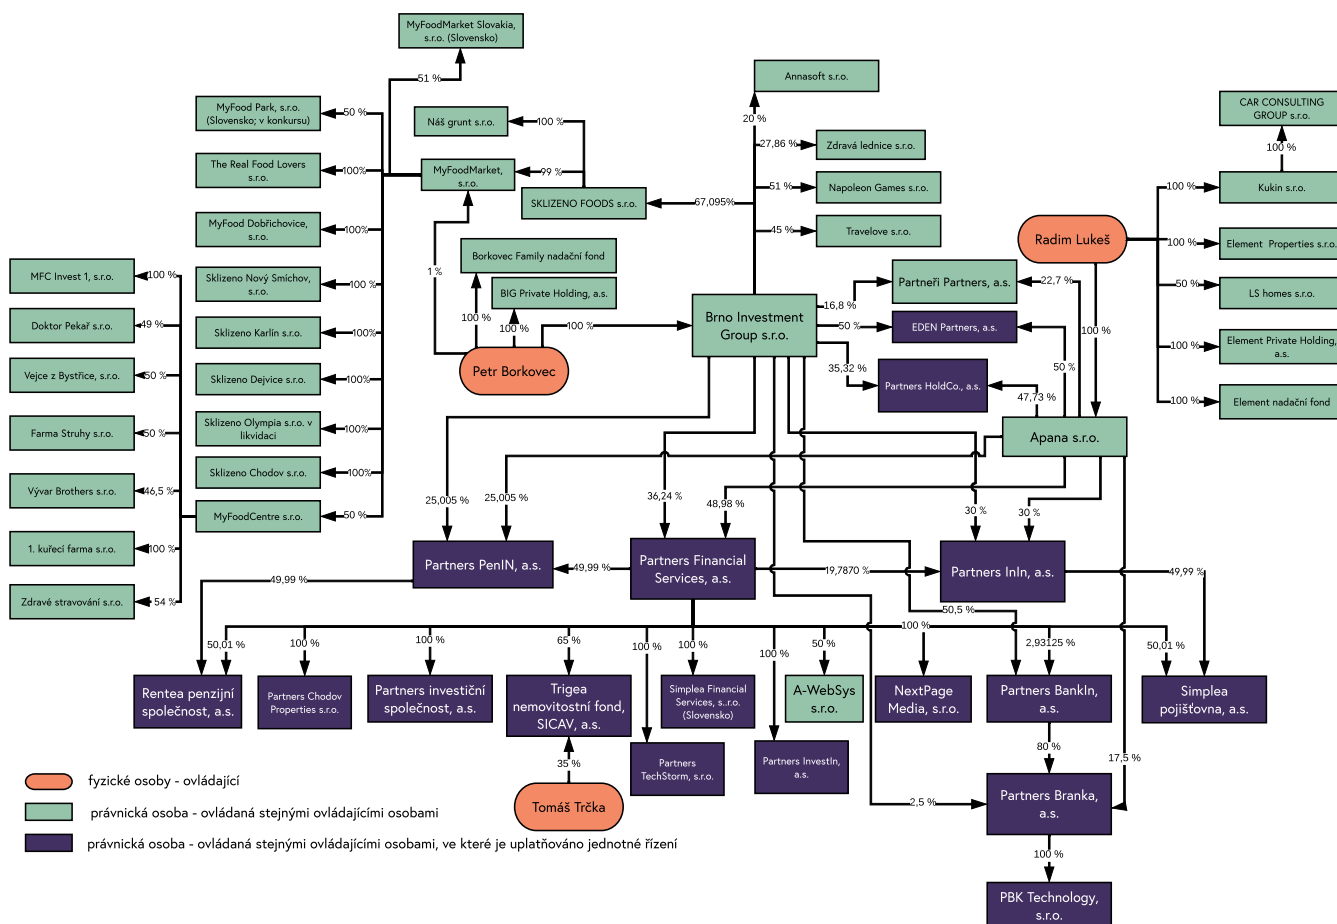 MyFoodMarket Slovakia,
s.r.o. (Slovensko)
51 %
MyFood Park, s.r.o.
(Slovensko; v konkursu)
50 %
The Real Food Lovers
s.r.o.
100%
MyFood Dobřichovice,
s.r.o.
100%
Sklizeno Nový Smíchov,
s.r.o.
100 %
Sklizeno Karlín s.r.o.
100%
Sklizeno Dejvice s.r.o.
100%
Sklizeno Olympia s.r.o. v
likvidaci
100%
Sklizeno Chodov s.r.o.
100%
MyFoodCentre s.r.o.
50 %
MFC Invest 1, s.r.o.
100 %
Doktor Pekař s.r.o.
49 %
Vejce z Bystřice, s.r.o.
50 %
Farma Struhy s.r.o.
50 %
Vývar Brothers s.r.o.
46,5 %
1. kuřecí farma s.r.o.
100 %
Zdravé stravování s.r.o.
54 %
Náš grunt s.r.o.
100 %
MyFoodMarket,
s.r.o.
99 %
SKLIZENO FOODS s.r.o.
67,095%
1 %
Borkovec Family nadační fond
BIG Private Holding, a.s.
100 %
100 %
100 %
Petr Borkovec
Annasoft s.r.o.
20 %
27,86 %
Zdravá lednice s.r.o.
51 %
Napoleon Games s.r.o.
45 %
Travelove s.r.o.
Brno Investment
Group s.r.o.
16,8 %
Partneři Partners, a.s.
22,7 %
50 %
EDEN Partners, a.s.
50 %
35,32 %
Partners HoldCo., a.s.
47,73 %
Radim Lukeš
100 %
Apana s.r.o.
CAR CONSULTING
GROUP s.r.o.
100 %
100 %
Kukin s.r.o.
100 %
Element Properties s.r.o.
50 %
LS homes s.r.o.
100 %
Element Private Holding,
a.s.
100 %
Element nadační fond
25,005 %
25,005 %
36,24 %
48,98 %
30 %
30 %
Partners PenIN, a.s.
49,99 %
Partners Financial
Services, a.s.
19,7870 %
Partners InIn, a.s.
49,99 %
49,99 %
50,5 %
100 %
50,01 %
100 %
100 %
65 %
100 %
100 %
100 %
50 %
2,93125 %
50,01 %
Rentea penzijní
společnost, a.s.
Partners Chodov
Properties s.r.o.
Partners investiční
společnost, a.s.
Trigea
nemovitostní fond,
SICAV, a.s.
Simplea Financial
Services, s..r.o.
(Slovensko)
A-WebSys
s.r.o.
NextPage
Media, s.r.o.
Partners BankIn,
a.s.
Simplea
pojišťovna, a.s.
Partners
TechStorm, s.r.o.
Partners InvestIn,
a.s.
80 %
17,5 %
35 %
Tomáš Trčka
2,5 %
Partners Branka,
a.s.
100 %
PBK Technology,
s.r.o.
fyzické osoby - ovládající
právnická osoba - ovládaná stejnými ovládajícími osobami
právnická osoba - ovládaná stejnými ovládajícími osobami, ve které je uplatňováno jednotné řízení